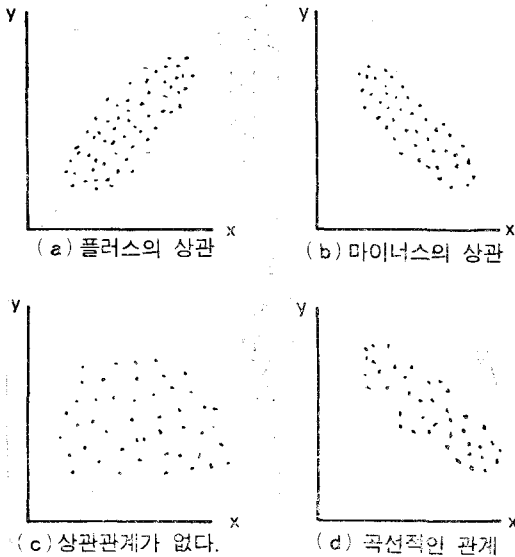 y
y
x
x
(a) 플러스의 상관
(b) 마이너스의 상관
y
y
x
x
(c) 상관관계가 없다.
(d) 곡선적인 관계